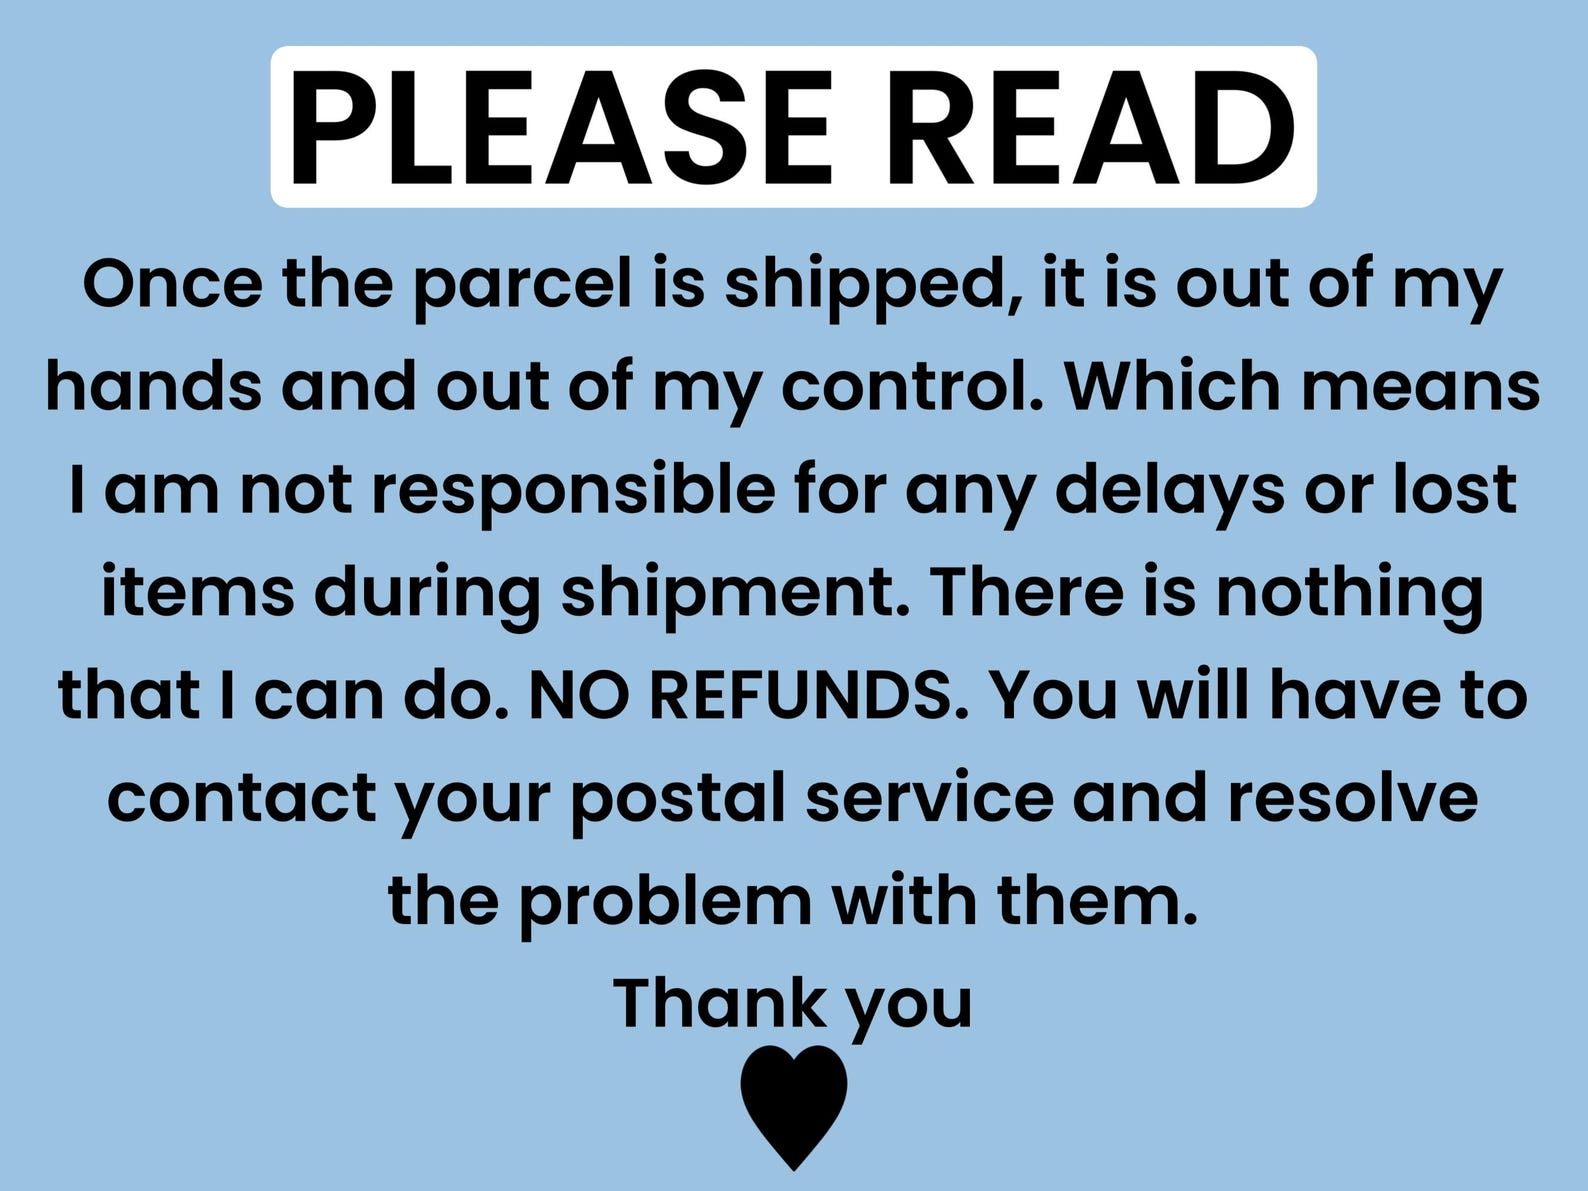 PLEASE READ
Once the parcel is shipped, it is out of my
hands and out of my control. Which means
I am not responsible for any delays or lost
items during shipment. There is nothing
that I can do. NO REFUNDS. You will have to
contact your postal service and resolve
the problem with them.
Thank you